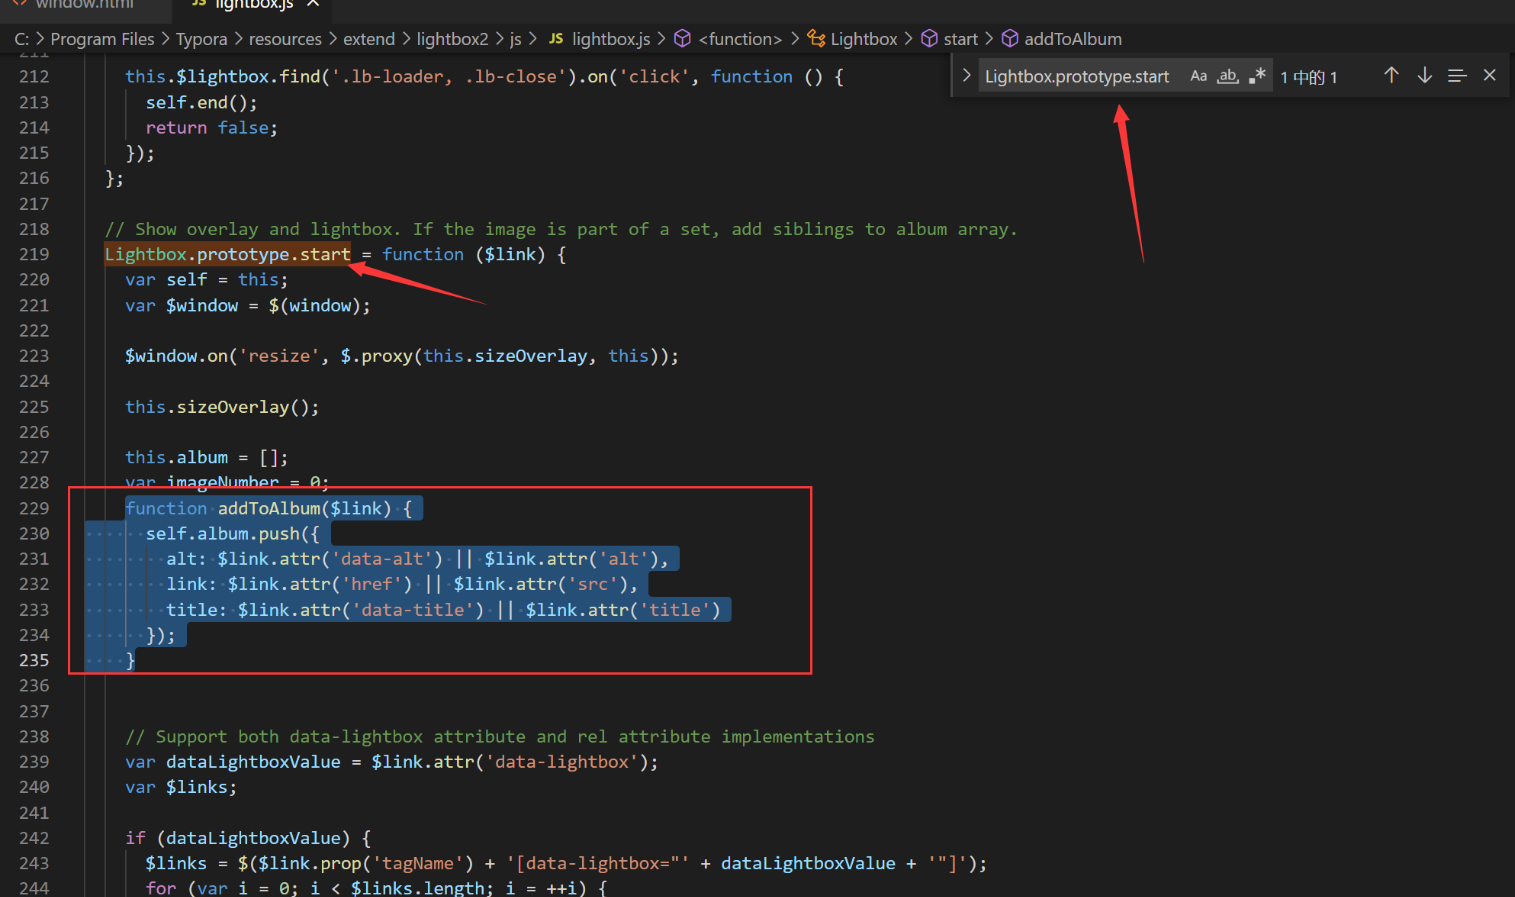 <> window.html JS lightbox.js ×
C: > Program Files > Typora > resources > extend > lightbox2 > js > JS lightbox.js > <function> > Lightbox > start > addToAlbum
> Lightbox.prototype.start Aa ab .* 1 中的 1
211
212 this.$lightbox.find('.lb-loader, .lb-close').on('click', function () {
213 self.end();
214 return false;
215 });
216 };
217
218 // Show overlay and lightbox. If the image is part of a set, add siblings to album array.
219 Lightbox.prototype.start = function ($link) {
220 var self = this;
221 var $window = $(window);
222
223 $window.on('resize', $.proxy(this.sizeOverlay, this));
224
225 this.sizeOverlay();
226
227 this.album = [];
228 var imageNumber = 0;
229 function addToAlbum($link) {
230 self.album.push({
231 alt: $link.attr('data-alt') || $link.attr('alt'),
232 link: $link.attr('href') || $link.attr('src'),
233 title: $link.attr('data-title') || $link.attr('title')
234 });
235 }
236
237
238 // Support both data-lightbox attribute and rel attribute implementations
239 var dataLightboxValue = $link.attr('data-lightbox');
240 var $links;
241
242 if (dataLightboxValue) {
243 $links = $($link.prop('tagName') + '[data-lightbox="' + dataLightboxValue + '"]');
244 for (var i = 0; i < $links.length; i = ++i) {